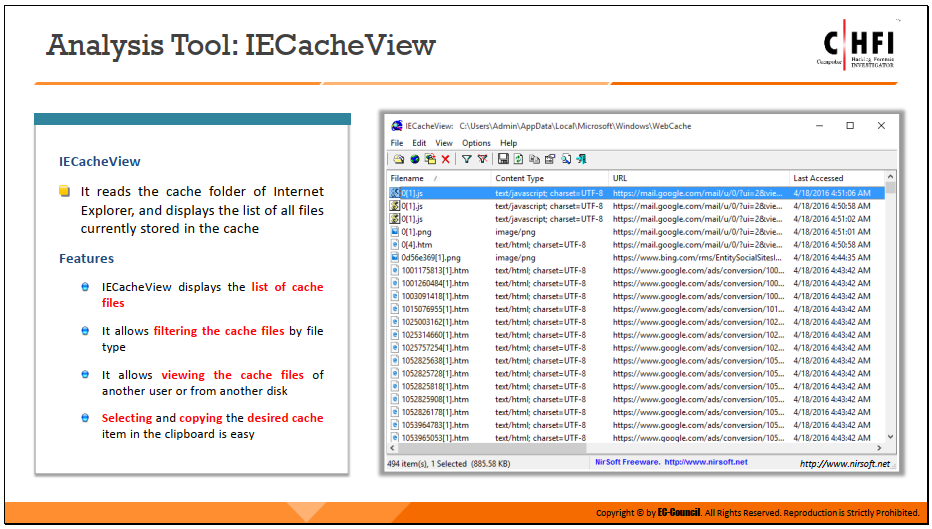 Analysis Tool: IECacheView
C HFI
Computer Hacking Forensic
INVESTIGATOR
IECacheView
It reads the cache folder of Internet
Explorer, and displays the list of all files
currently stored in the cache
Features
IECacheView displays the list of cache
files
It allows filtering the cache files by file
type
It allows viewing the cache files of
another user or from another disk
Selecting and copying the desired cache
item in the clipboard is easy
IECacheView: C:\Users\Admin\AppData\Local\Microsoft\Windows\WebCache
File Edit View Options Help
Filename / Content Type URL Last Accessed
0[1].js text/javascript; charset=UTF-8 https://mail.google.com/mail/u/0/?ui=2&vie... 4/18/2016 4:51:06 AM
0[1].js text/javascript; charset=UTF-8 https://mail.google.com/mail/u/0/?ui=2&vie... 4/18/2016 4:50:58 AM
0[1].js text/javascript; charset=UTF-8 https://mail.google.com/mail/u/0/?ui=2&vie... 4/18/2016 4:51:02 AM
0[1].png image/png https://mail.google.com/mail/u/0/?ui=2&vie... 4/18/2016 4:51:01 AM
0[4].htm text/html; charset=UTF-8 https://mail.google.com/mail/u/0/?ui=2&vie... 4/18/2016 4:50:58 AM
0d56e369[1].png image/png https://www.bing.com/rms/EntitySocialSitesI... 4/18/2016 4:44:35 AM
1001175813[1].htm text/html; charset=UTF-8 https://www.google.com/ads/conversion/100... 4/18/2016 4:43:42 AM
1001260484[1].htm text/html; charset=UTF-8 https://www.google.com/ads/conversion/100... 4/18/2016 4:43:42 AM
1003091418[1].htm text/html; charset=UTF-8 https://www.google.com/ads/conversion/100... 4/18/2016 4:43:42 AM
1015076955[1].htm text/html; charset=UTF-8 https://www.google.com/ads/conversion/101... 4/18/2016 4:43:42 AM
1025003162[1].htm text/html; charset=UTF-8 https://www.google.com/ads/conversion/102... 4/18/2016 4:43:42 AM
1025314660[1].htm text/html; charset=UTF-8 https://www.google.com/ads/conversion/102... 4/18/2016 4:43:42 AM
1025757254[1].htm text/html; charset=UTF-8 https://www.google.com/ads/conversion/102... 4/18/2016 4:43:42 AM
1052825638[1].htm text/html; charset=UTF-8 https://www.google.com/ads/conversion/105... 4/18/2016 4:43:42 AM
1052825728[1].htm text/html; charset=UTF-8 https://www.google.com/ads/conversion/105... 4/18/2016 4:43:42 AM
1052825818[1].htm text/html; charset=UTF-8 https://www.google.com/ads/conversion/105... 4/18/2016 4:43:42 AM
1052825908[1].htm text/html; charset=UTF-8 https://www.google.com/ads/conversion/105... 4/18/2016 4:43:42 AM
1052826178[1].htm text/html; charset=UTF-8 https://www.google.com/ads/conversion/105... 4/18/2016 4:43:42 AM
1053964783[1].htm text/html; charset=UTF-8 https://www.google.com/ads/conversion/105... 4/18/2016 4:43:42 AM
1053965053[1].htm text/html; charset=UTF-8 https://www.google.com/ads/conversion/105... 4/18/2016 4:43:42 AM
494 item(s), 1 Selected (885.58 KB) NirSoft Freeware. http://www.nirsoft.net http://www.nirsoft.net
Copyright © by EC-Council. All Rights Reserved. Reproduction is Strictly Prohibited.